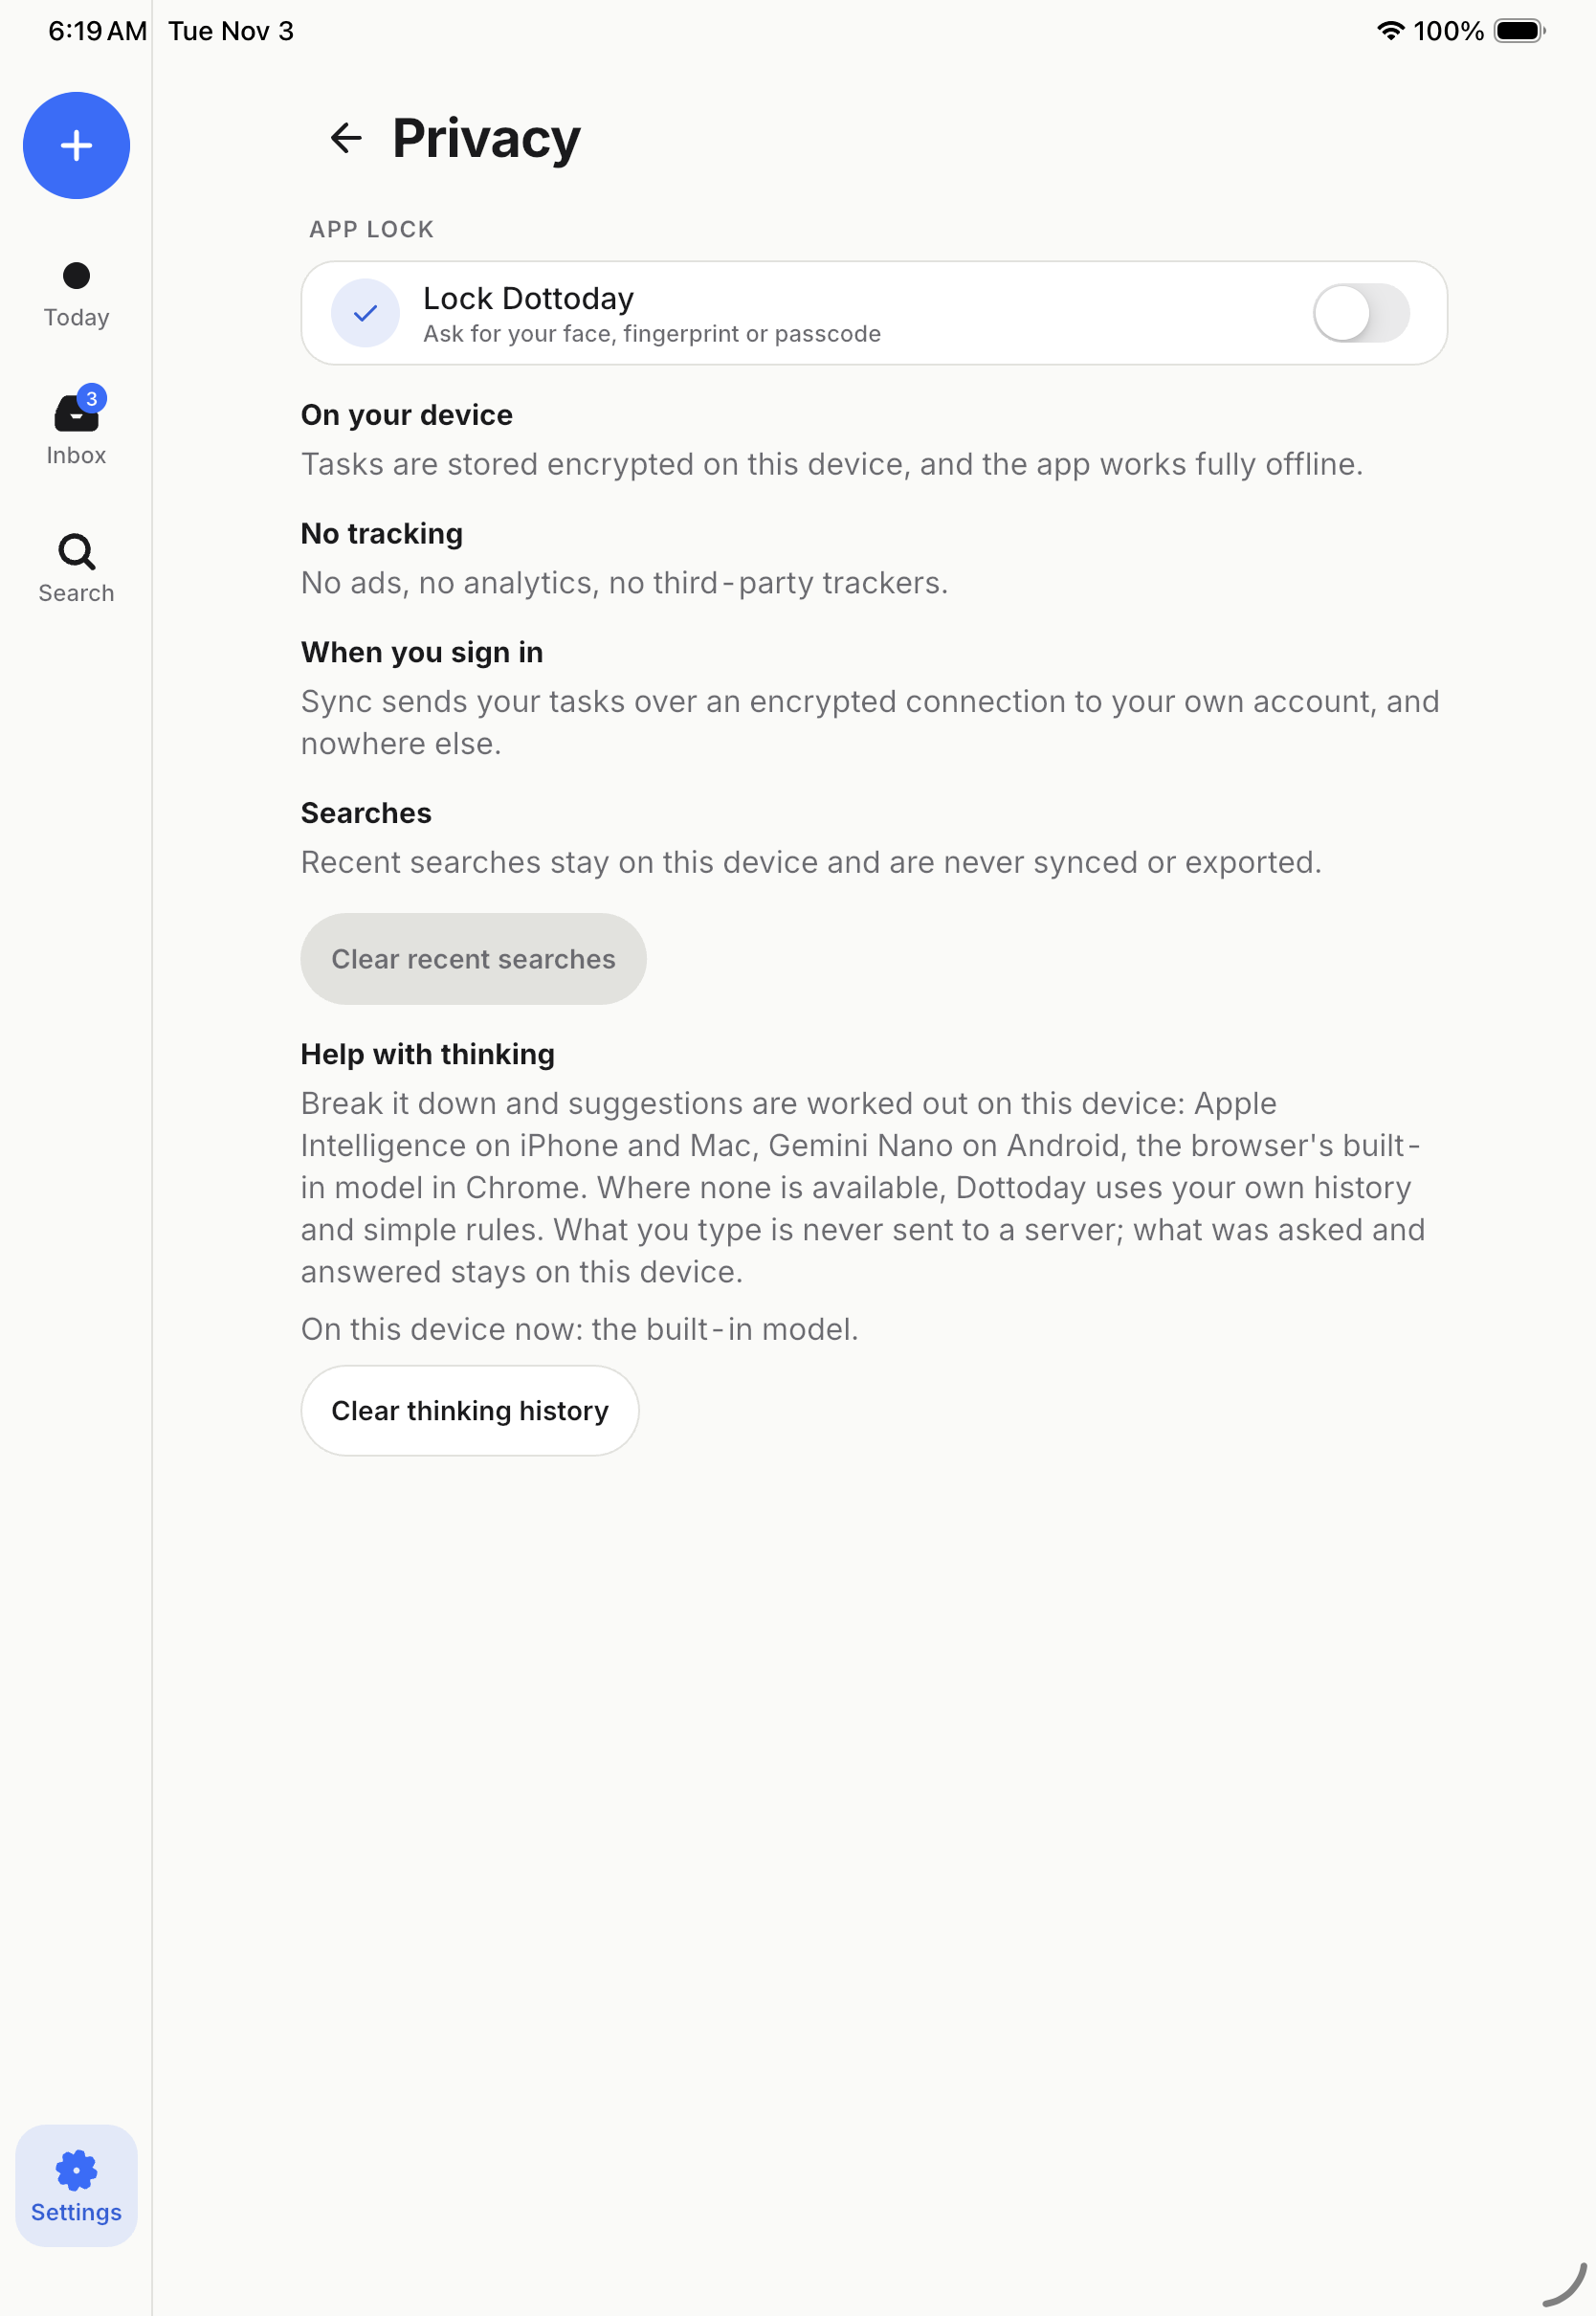 6:19 AM Tue Nov 3
100%
Privacy
APP LOCK
Lock Dottoday
Ask for your face, fingerprint or passcode
Today
3
Inbox
Search
On your device
Tasks are stored encrypted on this device, and the app works fully offline.
No tracking
No ads, no analytics, no third-party trackers.
When you sign in
Sync sends your tasks over an encrypted connection to your own account, and
nowhere else.
Searches
Recent searches stay on this device and are never synced or exported.
Clear recent searches
Help with thinking
Break it down and suggestions are worked out on this device: Apple
Intelligence on iPhone and Mac, Gemini Nano on Android, the browser's built-
in model in Chrome. Where none is available, Dottoday uses your own history
and simple rules. What you type is never sent to a server; what was asked and
answered stays on this device.
On this device now: the built-in model.
Clear thinking history
Settings